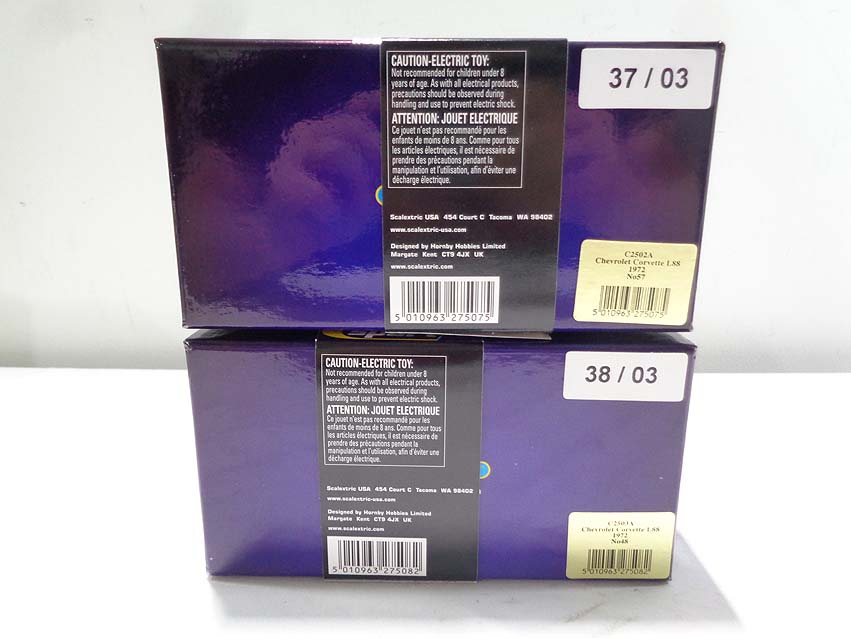 CAUTION-ELECTRIC TOY:
Not recommended for children under 8
years of age. As with all electrical products,
precautions should be observed during
handling and use to prevent electric shock.
ATTENTION: JOUET ELECTRIQUE
Ce jouet n'est pas recommandé pour les
enfants de moins de 8 ans. Comme pour tous
les articles électriques, il est nécessaire de
prendre des précautions pendant la
manipulation et l'utilisation, afin d'éviter une
décharge électrique.
Scalextric USA 454 Court C Tacoma WA 98402
www.scalextric-usa.com
Designed by Hornby Hobbies Limited
Margate Kent CT9 4JX UK
www.scalextric.com
5 010963 275075
37 / 03
C2502A
Chevrolet Corvette L88
1972
No57
5 010963 275075
CAUTION-ELECTRIC TOY:
Not recommended for children under 8
years of age. As with all electrical products,
precautions should be observed during
handling and use to prevent electric shock.
ATTENTION: JOUET ELECTRIQUE
Ce jouet n'est pas recommandé pour les
enfants de moins de 8 ans. Comme pour tous
les articles électriques, il est nécessaire de
prendre des précautions pendant la
manipulation et l'utilisation, afin d'éviter une
décharge électrique.
Scalextric USA 454 Court C Tacoma WA 98402
www.scalextric-usa.com
Designed by Hornby Hobbies Limited
Margate Kent CT9 4JX UK
www.scalextric.com
5 010963 275082
38 / 03
C2503A
Chevrolet Corvette L88
1972
No48
5 010963 275082